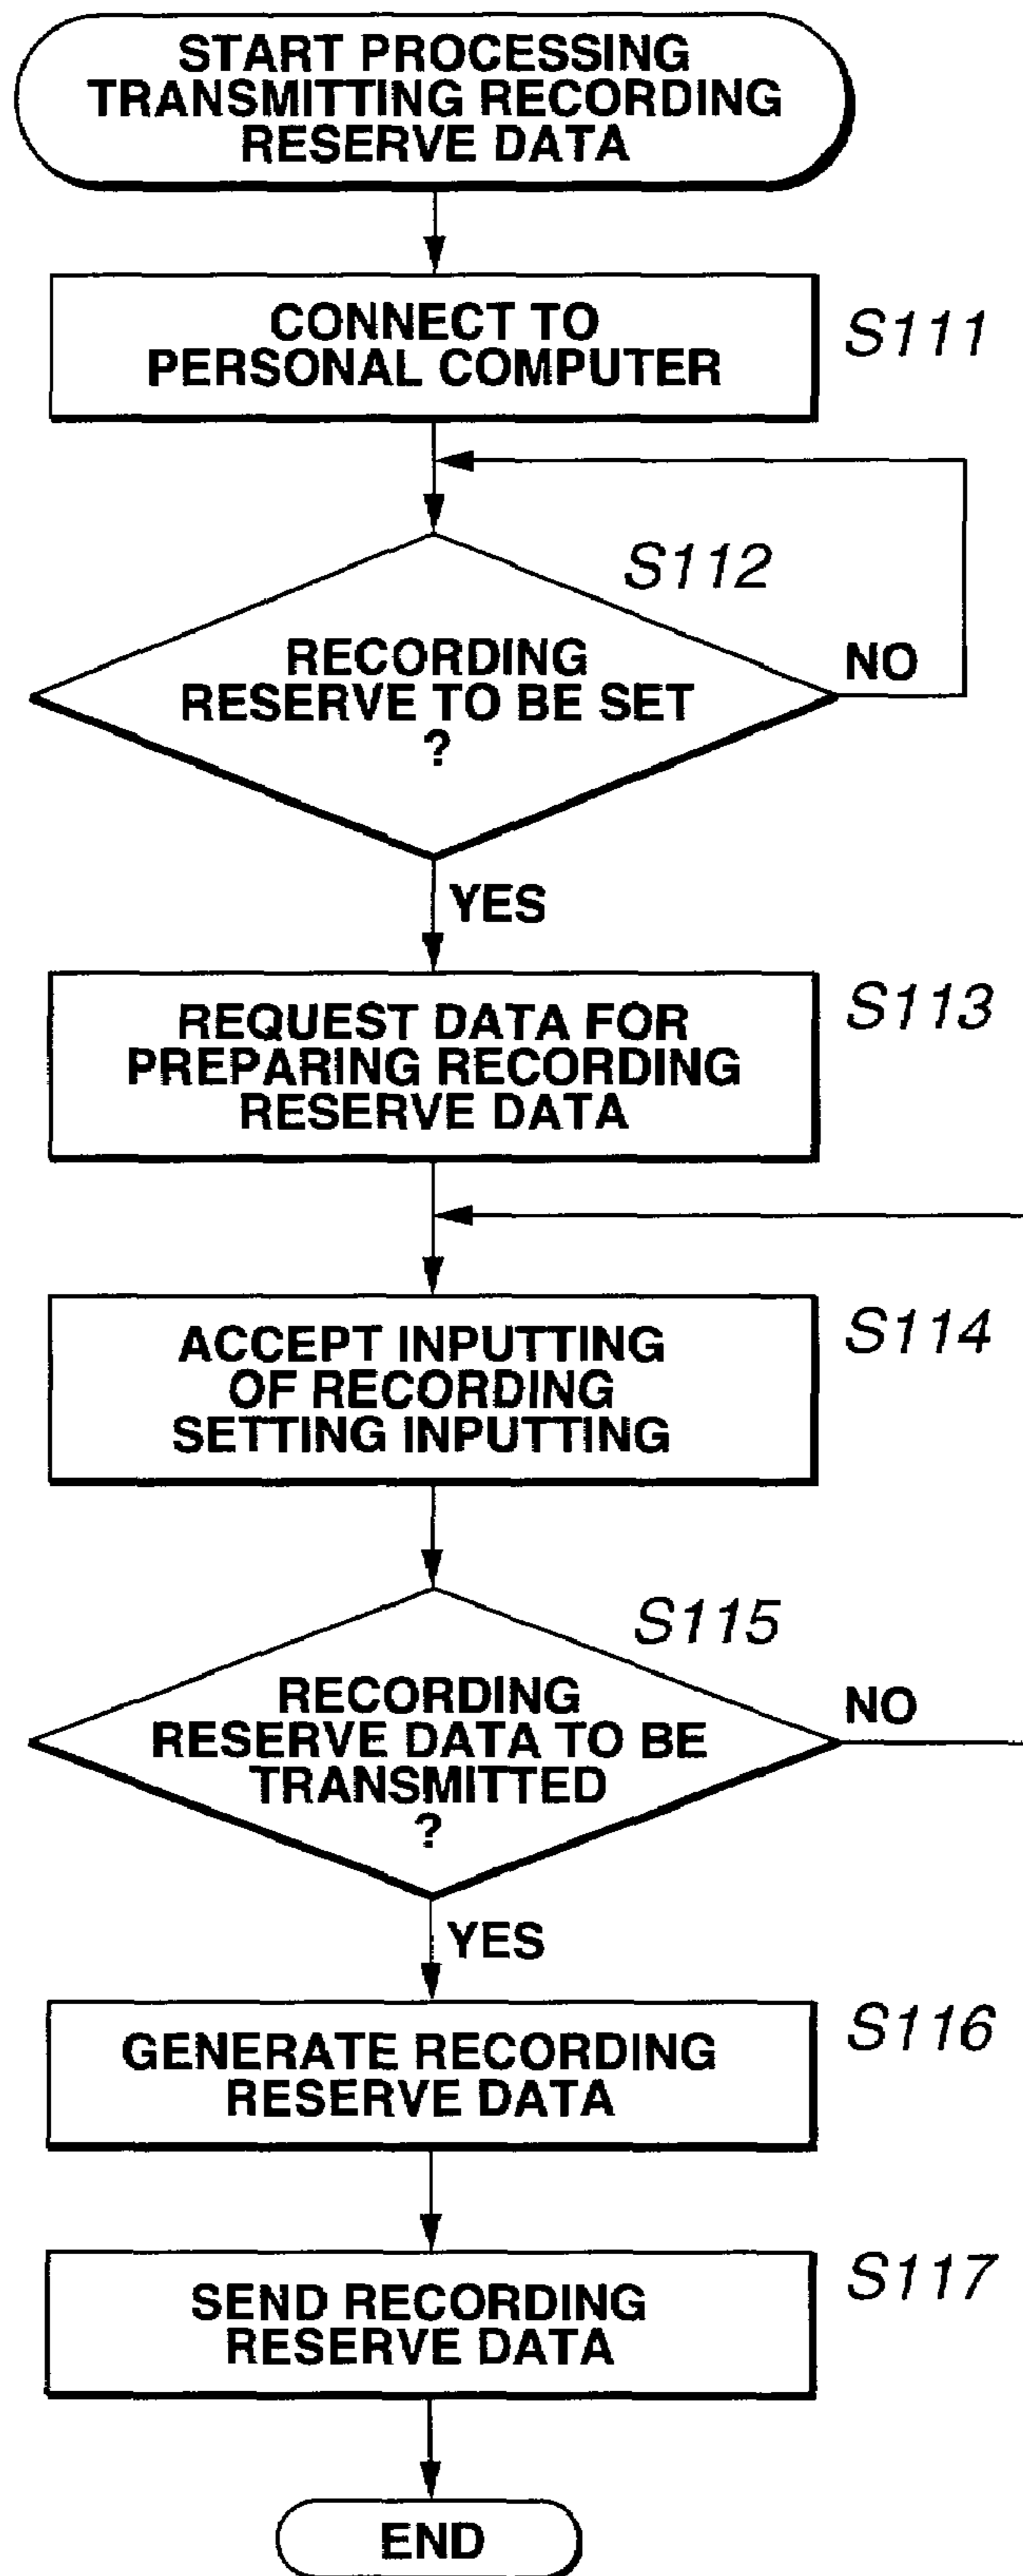 START PROCESSING
TRANSMITTING RECORDING
RESERVE DATA
CONNECT TO
PERSONAL COMPUTER
S111
S112
RECORDING
RESERVE TO BE SET
?
NO
YES
REQUEST DATA FOR
PREPARING RECORDING
RESERVE DATA
S113
ACCEPT INPUTTING
OF RECORDING
SETTING INPUTTING
S114
S115
RECORDING
RESERVE DATA TO BE
TRANSMITTED
?
NO
YES
GENERATE RECORDING
RESERVE DATA
S116
SEND RECORDING
RESERVE DATA
S117
END